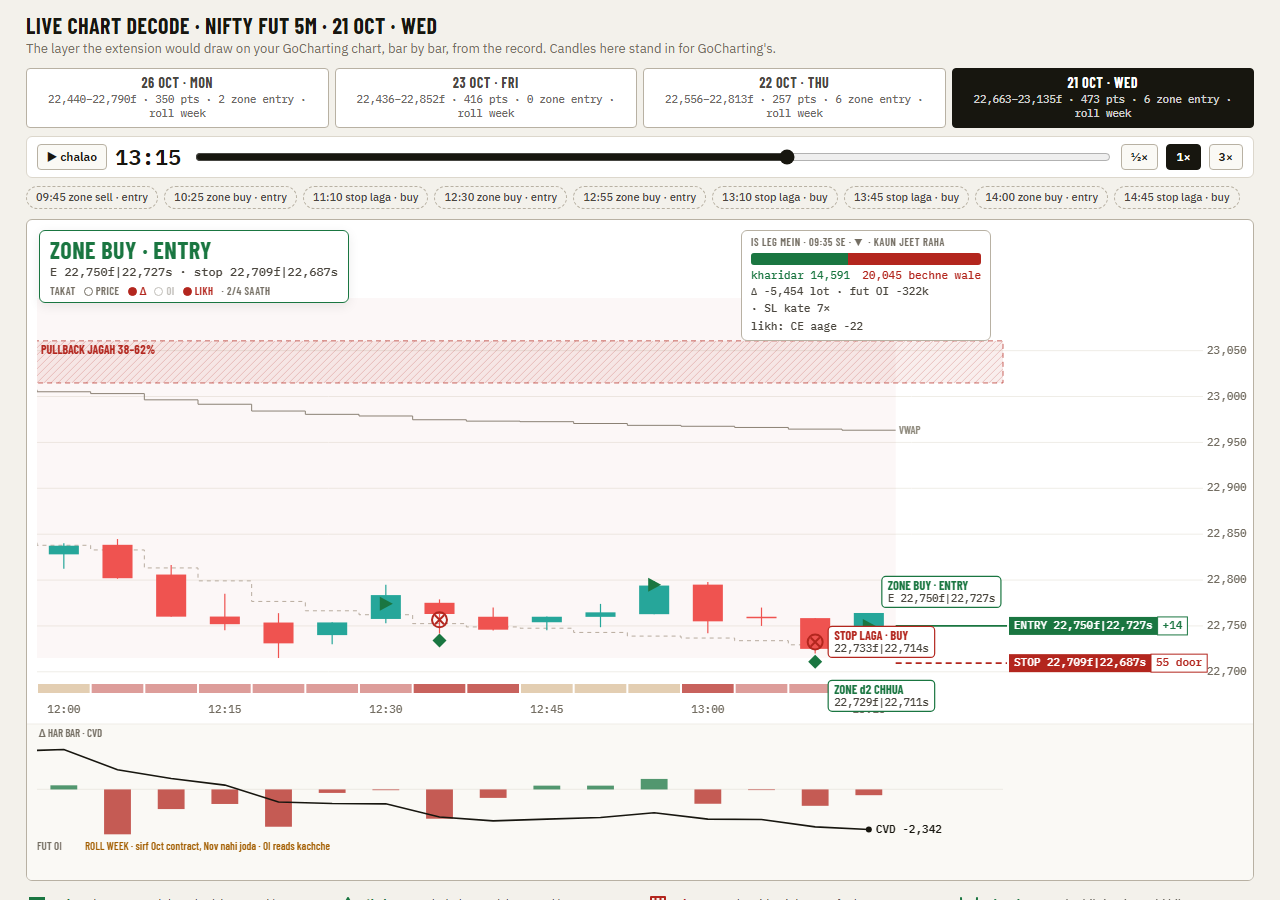 LIVE CHART DECODE · NIFTY FUT 5M · 21 OCT · WED
The layer the extension would draw on your GoCharting chart, bar by bar, from the record. Candles here stand in for GoCharting's.
26 OCT · MON
22,440–22,790f · 350 pts · 2 zone entry ·
roll week
23 OCT · FRI
22,436–22,852f · 416 pts · 0 zone entry ·
roll week
22 OCT · THU
22,556–22,813f · 257 pts · 6 zone entry ·
roll week
21 OCT · WED
22,663–23,135f · 473 pts · 6 zone entry ·
roll week
▶ chalao
13:15
½×
1×
3×
09:45 zone sell · entry
10:25 zone buy · entry
11:10 stop laga · buy
12:30 zone buy · entry
12:55 zone buy · entry
13:10 stop laga · buy
13:45 stop laga · buy
14:00 zone buy · entry
14:45 stop laga · buy
ZONE BUY · ENTRY
E 22,750f|22,727s · stop 22,709f|22,687s
TAKAT PRICE Δ OI LIKH · 2/4 SAATH
IS LEG MEIN · 09:35 SE · ▼ · KAUN JEET RAHA
kharidar 14,591 20,045 bechne wale
Δ -5,454 lot · fut OI -322k
· SL kate 7×
likh: CE aage -22
PULLBACK JAGAH 38-62%
23,050
23,000
VWAP
22,950
22,900
22,850
22,800
22,750
22,700
ZONE BUY · ENTRY
E 22,750f|22,727s
ENTRY 22,750f|22,727s +14
STOP LAGA · BUY
22,733f|22,714s
STOP 22,709f|22,687s 55 door
ZONE d2 CHHUA
22,729f|22,711s
12:00
12:15
12:30
12:45
13:00
Δ HAR BAR · CVD
CVD -2,342
FUT OI
ROLL WEEK · sirf Oct contract, Nov nahi joda · OI reads kachche